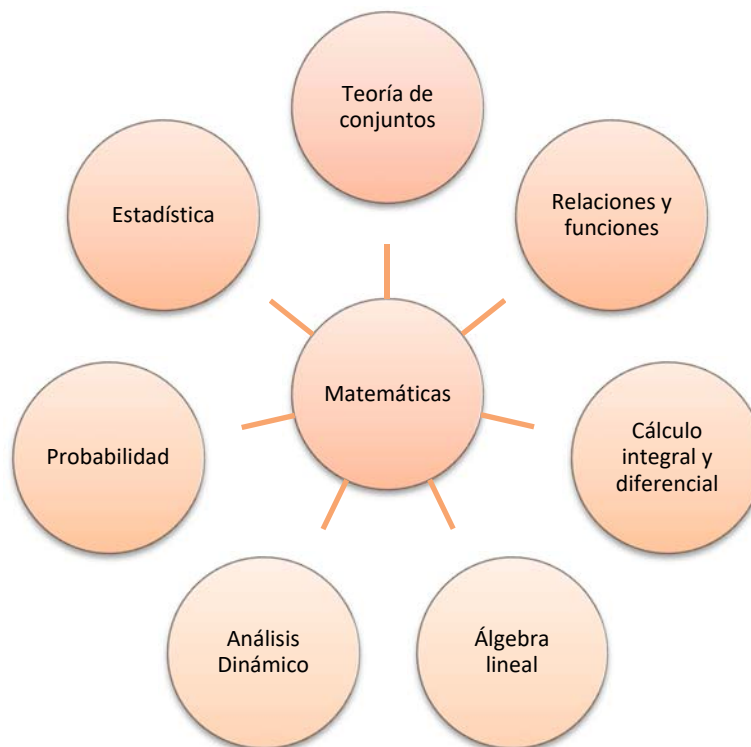 Teoría de
conjuntos
Relaciones y
funciones
Cálculo
integral y
diferencial
Álgebra
lineal
Análisis
Dinámico
Probabilidad
Estadística
Matemáticas